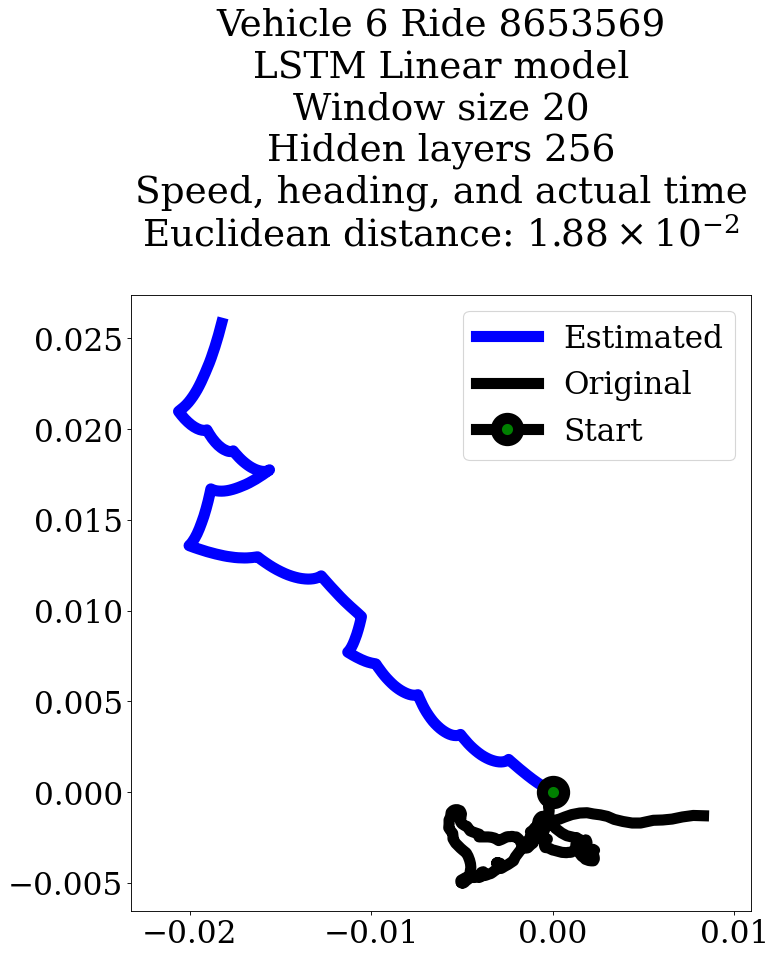 Vehicle 6 Ride 8653569
LSTM Linear model
Window size 20
Hidden layers 256
Speed, heading, and actual time
Euclidean distance: 1.88 × 10⁻²
Estimated
Original
Start
0.025
0.020
0.015
0.010
0.005
0.000
−0.005
−0.02 −0.01 0.00 0.01